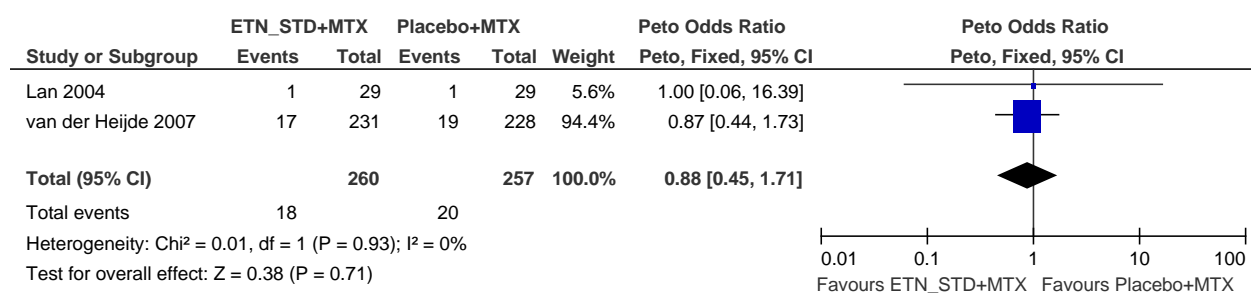 ETN_STD+MTX Placebo+MTX Peto Odds Ratio Peto Odds Ratio
Study or Subgroup Events Total Events Total Weight Peto, Fixed, 95% CI Peto, Fixed, 95% CI
Lan 2004 1 29 1 29 5.6% 1.00 [0.06, 16.39]
van der Heijde 2007 17 231 19 228 94.4% 0.87 [0.44, 1.73]
Total (95% CI) 260 257 100.0% 0.88 [0.45, 1.71]
Total events 18 20
Heterogeneity: Chi² = 0.01, df = 1 (P = 0.93); I² = 0%
Test for overall effect: Z = 0.38 (P = 0.71)
0.01 0.1 1 10 100
Favours ETN_STD+MTX Favours Placebo+MTX